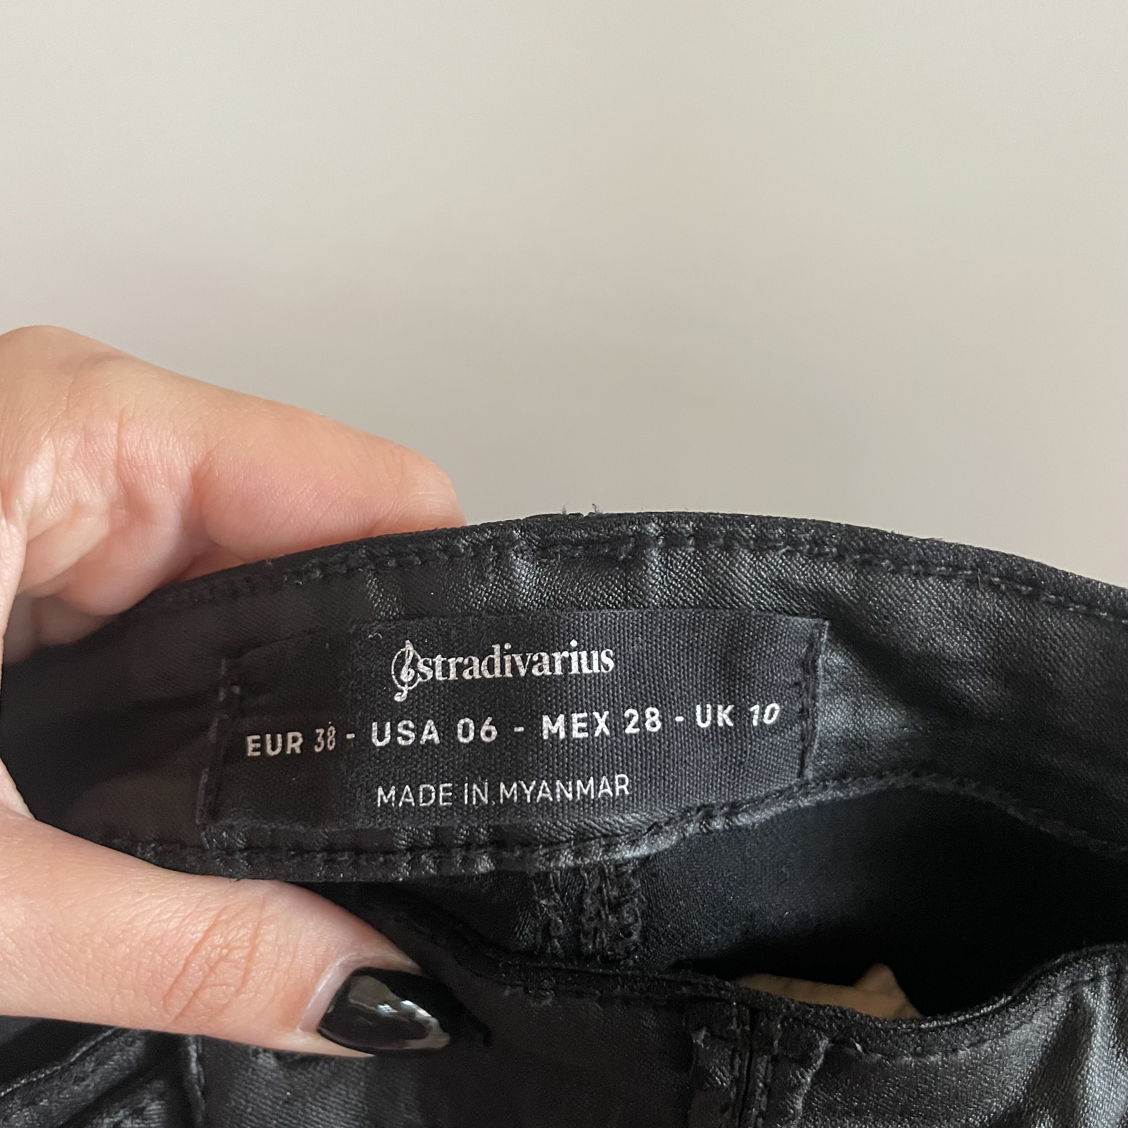 stradivarius
EUR 38 - USA 06 - MEX 28 - UK 10
MADE IN MYANMAR